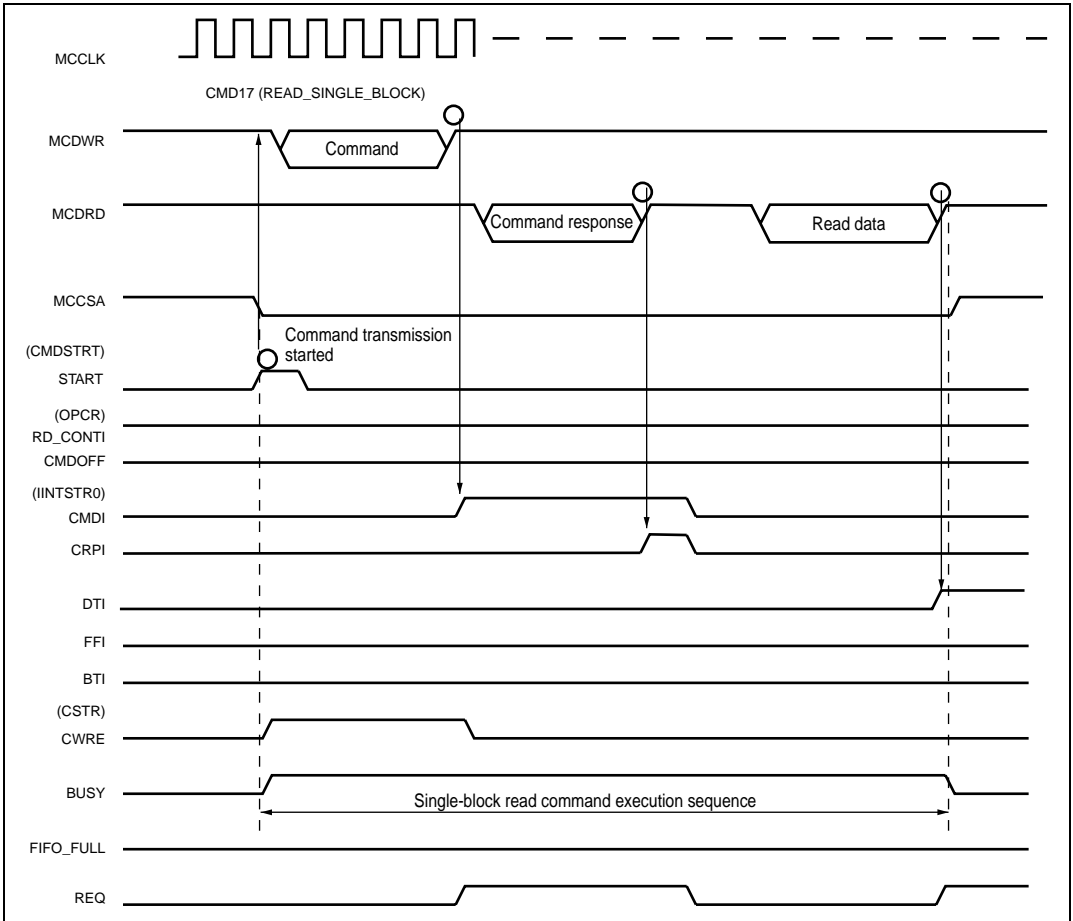 MCCLK
CMD17 (READ_SINGLE_BLOCK)
MCDWR
Command
MCDRD
Command response
Read data
MCCSA
Command transmission
started
(CMDSTRT)
START
(OPCR)
RD_CONTI
CMDOFF
(IINTSTR0)
CMDI
CRPI
DTI
FFI
BTI
(CSTR)
CWRE
BUSY
Single-block read command execution sequence
FIFO_FULL
REQ